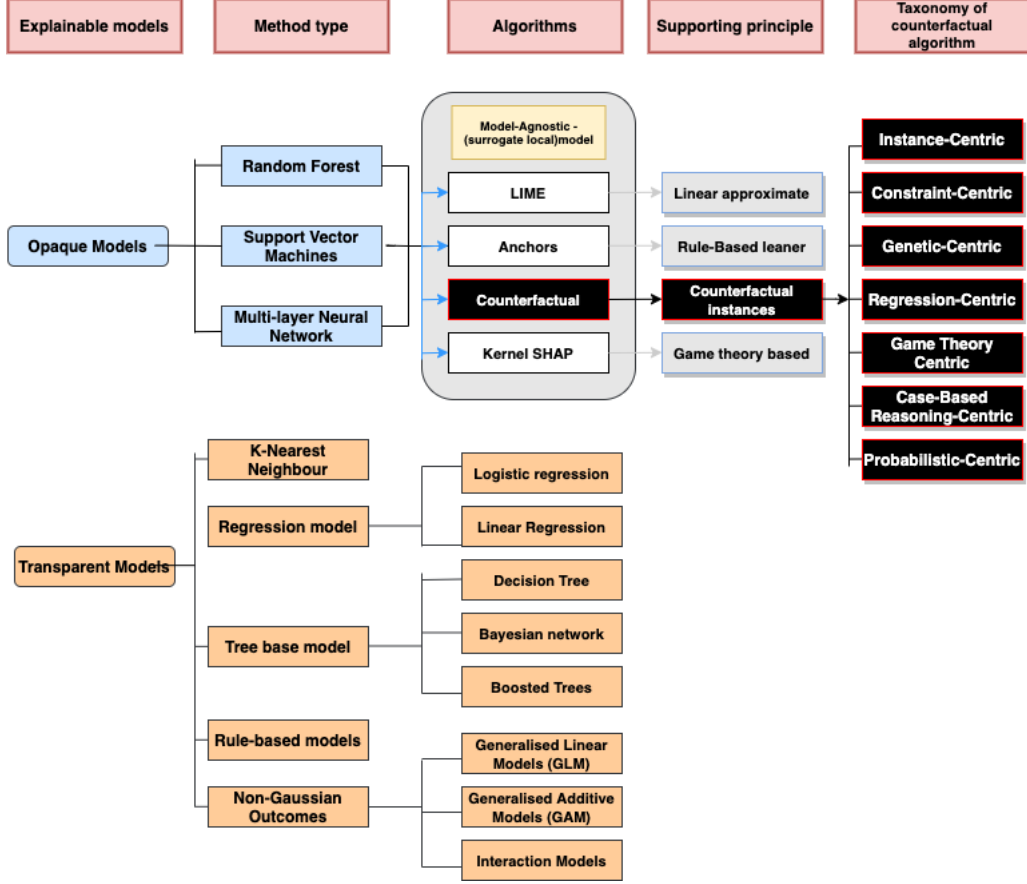 Explainable models
Method type
Algorithms
Supporting principle
Taxonomy of
counterfactual
algorithm
Opaque Models
Random Forest
Support Vector
Machines
Multi-layer Neural
Network
Model-Agnostic -
(surrogate local)model
LIME
Anchors
Counterfactual
Kernel SHAP
Linear approximate
Rule-Based leaner
Counterfactual
instances
Game theory based
Instance-Centric
Constraint-Centric
Genetic-Centric
Regression-Centric
Game Theory
Centric
Case-Based
Reasoning-Centric
Probabilistic-Centric
Transparent Models
K-Nearest
Neighbour
Regression model
Tree base model
Rule-based models
Non-Gaussian
Outcomes
Logistic regression
Linear Regression
Decision Tree
Bayesian network
Boosted Trees
Generalised Linear
Models (GLM)
Generalised Additive
Models (GAM)
Interaction Models